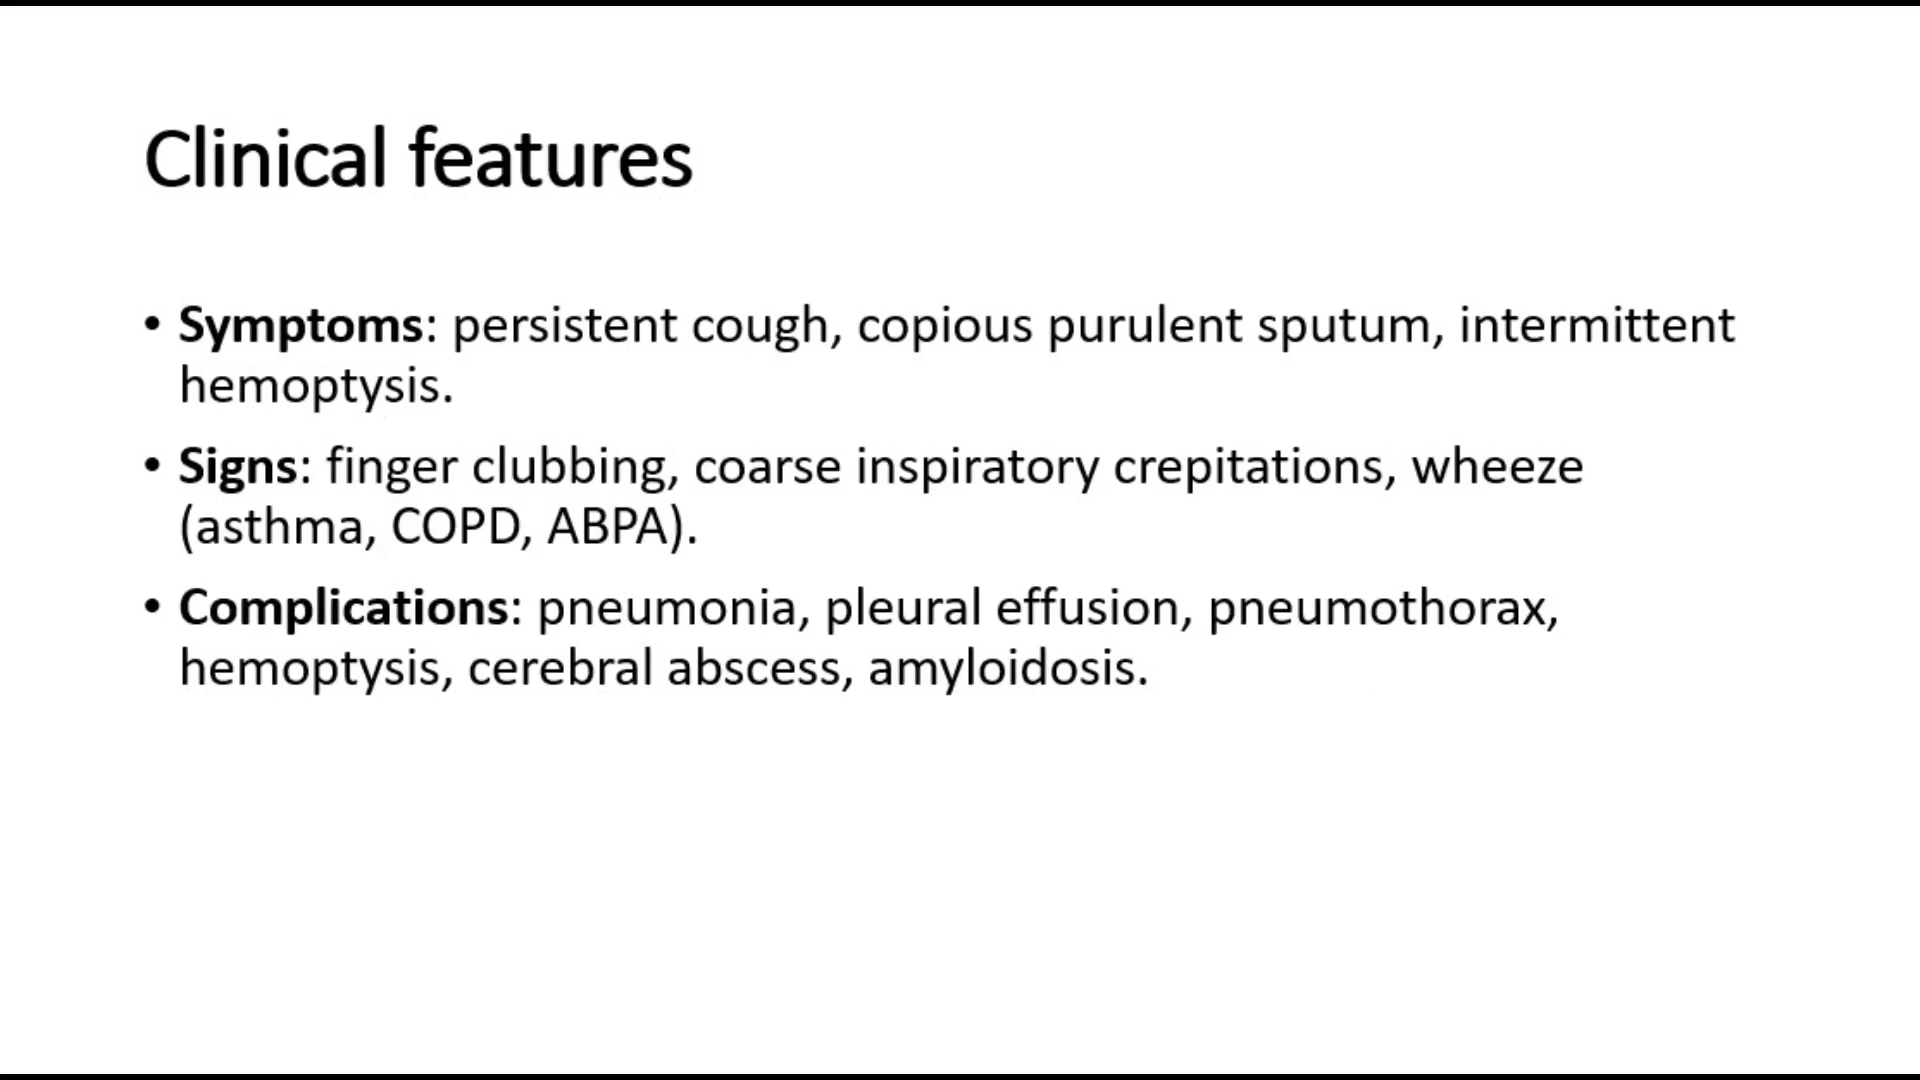 Clinical features
• Symptoms: persistent cough, copious purulent sputum, intermittent
hemoptysis.
• Signs: finger clubbing, coarse inspiratory crepitations, wheeze
(asthma, COPD, ABPA).
• Complications: pneumonia, pleural effusion, pneumothorax,
hemoptysis, cerebral abscess, amyloidosis.